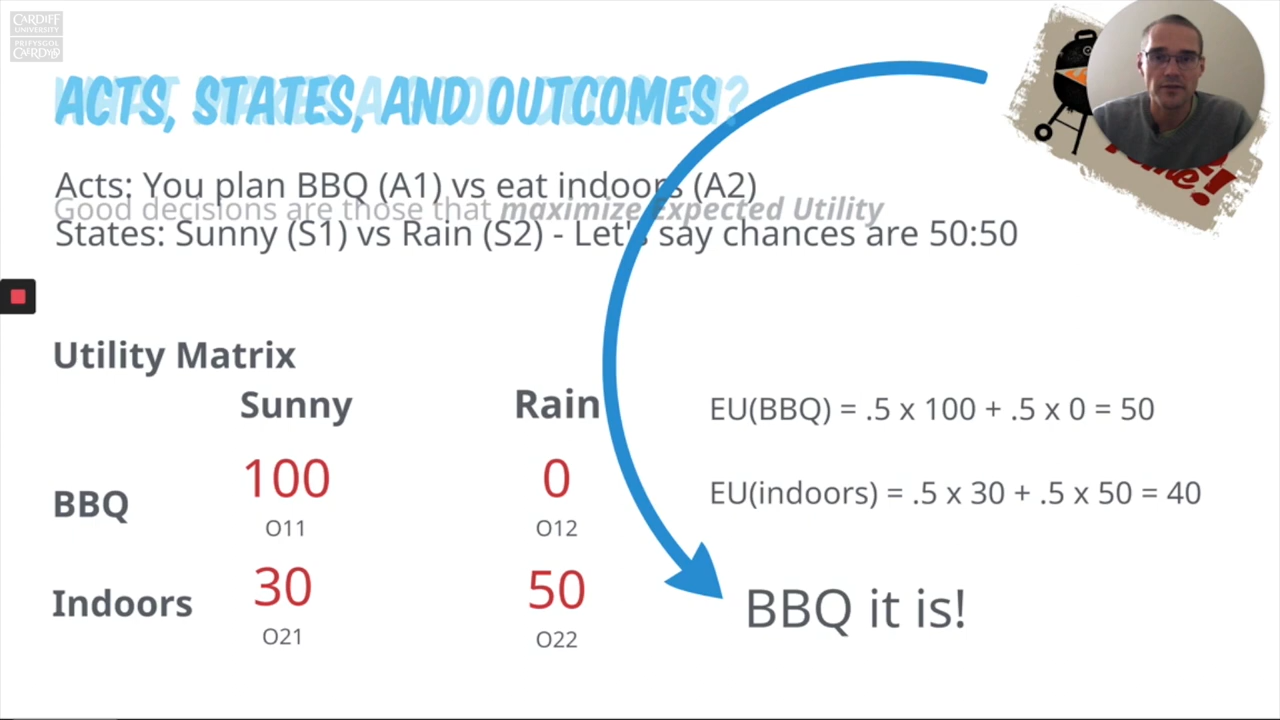 CARDIFF
UNIVERSITY
PRIFYSGOL
CAERDYDD
ACTS, STATES, AND OUTCOMES
Acts: You plan BBQ (A1) vs eat indoors (A2)
Good decisions are those that maximize Expected Utility
States: Sunny (S1) vs Rain (S2) - Let's say chances are 50:50
Utility Matrix
Sunny Rain
EU(BBQ) = .5 x 100 + .5 x 0 = 50
BBQ 100 0
O11 O12
EU(indoors) = .5 x 30 + .5 x 50 = 40
Indoors 30 50
O21 O22
BBQ it is!